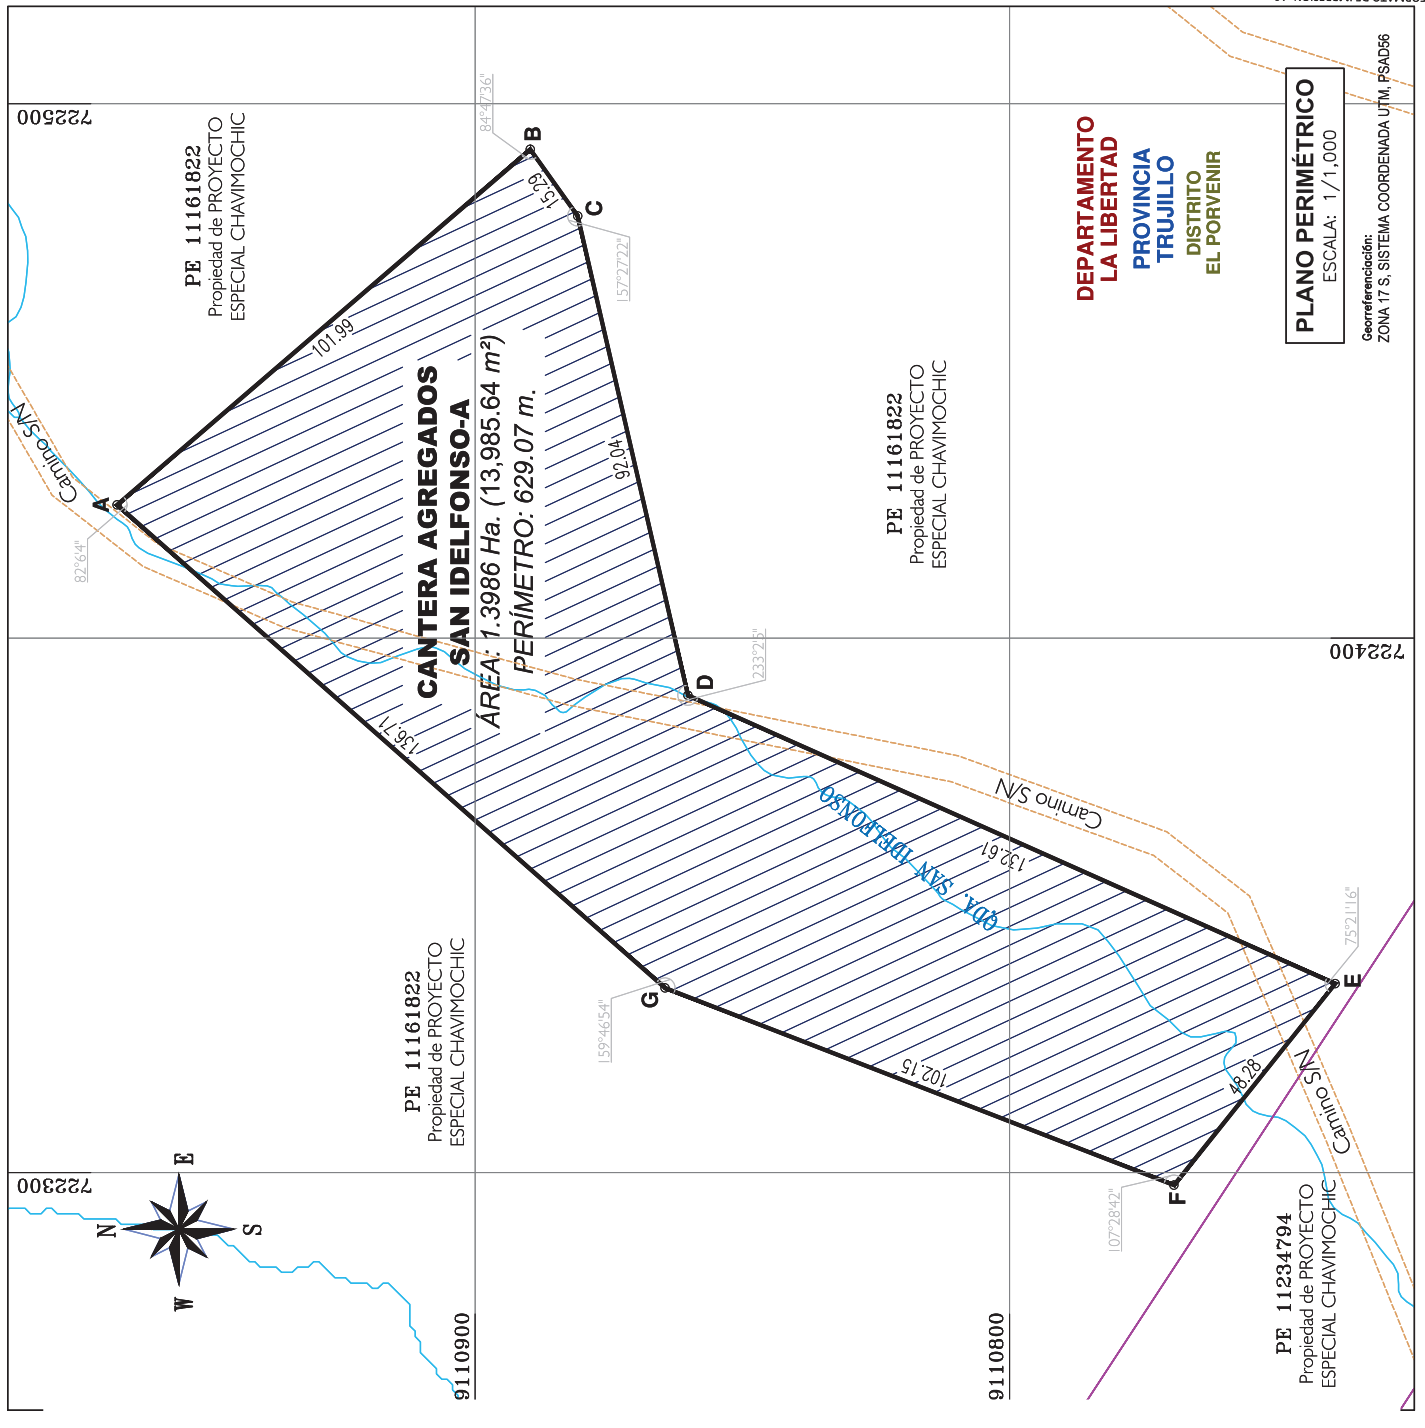 722500
722400
722300
9110900
9110800
N
E
S
W
PE 11161822
Propiedad de PROYECTO
ESPECIAL CHAVIMOCHIC
PE 11161822
Propiedad de PROYECTO
ESPECIAL CHAVIMOCHIC
PE 11161822
Propiedad de PROYECTO
ESPECIAL CHAVIMOCHIC
PE 11234794
Propiedad de PROYECTO
ESPECIAL CHAVIMOCHIC
CANTERA AGREGADOS
SAN IDELFONSO-A
ÁREA: 1.3986 Ha. (13,985.64 m²)
PERÍMETRO: 629.07 m.
A
B
C
D
E
F
G
101.99
15.29
92.04
132.61
48.28
102.15
136.71
82°6'4"
84°47'36"
157°27'22"
233°2'5"
75°21'16"
107°28'42"
159°46'54"
Camino S/N
Camino S/N
Camino S/N
QDA. SAN IDELFONSO
DEPARTAMENTO
LA LIBERTAD
PROVINCIA
TRUJILLO
DISTRITO
EL PORVENIR
PLANO PERIMÉTRICO
ESCALA: 1/1,000
Georreferenciación:
ZONA 17 S, SISTEMA COORDENADA UTM, PSAD56